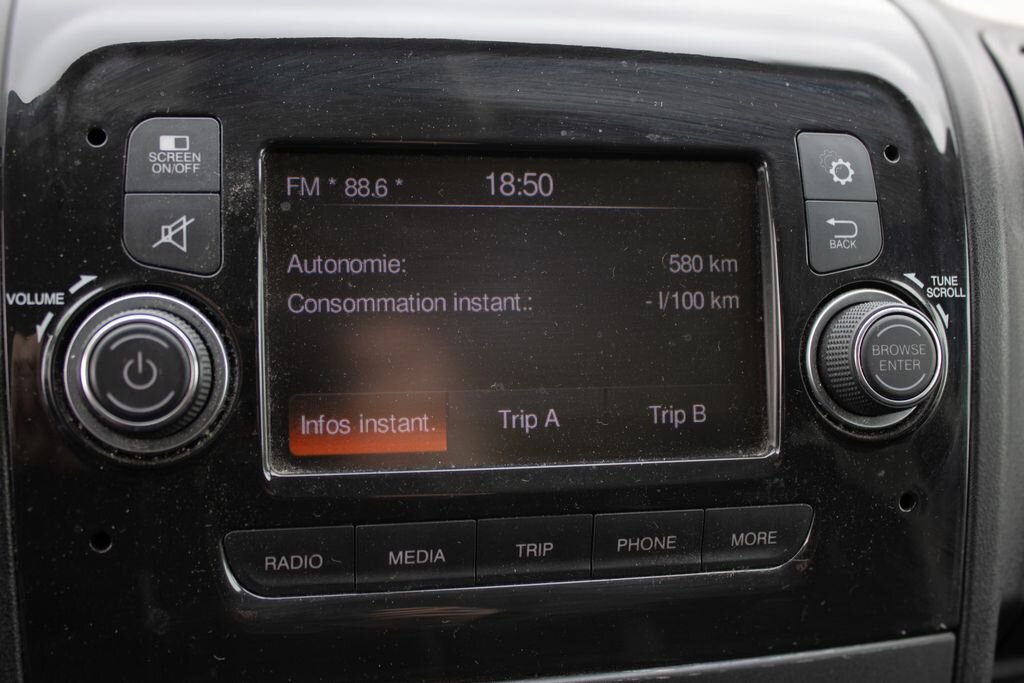 SCREEN
ON/OFF
VOLUME
FM * 88.6 *
18:50
Autonomie: 580 km
Consommation instant.: - l/100 km
Infos instant.
Trip A
Trip B
BACK
TUNE
SCROLL
BROWSE
ENTER
RADIO
MEDIA
TRIP
PHONE
MORE